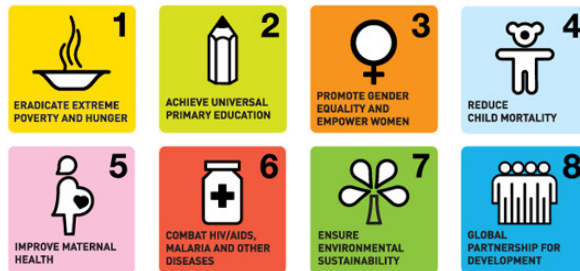 1
ERADICATE EXTREME
POVERTY AND HUNGER
2
ACHIEVE UNIVERSAL
PRIMARY EDUCATION
3
PROMOTE GENDER
EQUALITY AND
EMPOWER WOMEN
4
REDUCE
CHILD MORTALITY
5
IMPROVE MATERNAL
HEALTH
6
COMBAT HIV/AIDS,
MALARIA AND OTHER
DISEASES
7
ENSURE
ENVIRONMENTAL
SUSTAINABILITY
8
GLOBAL
PARTNERSHIP FOR
DEVELOPMENT